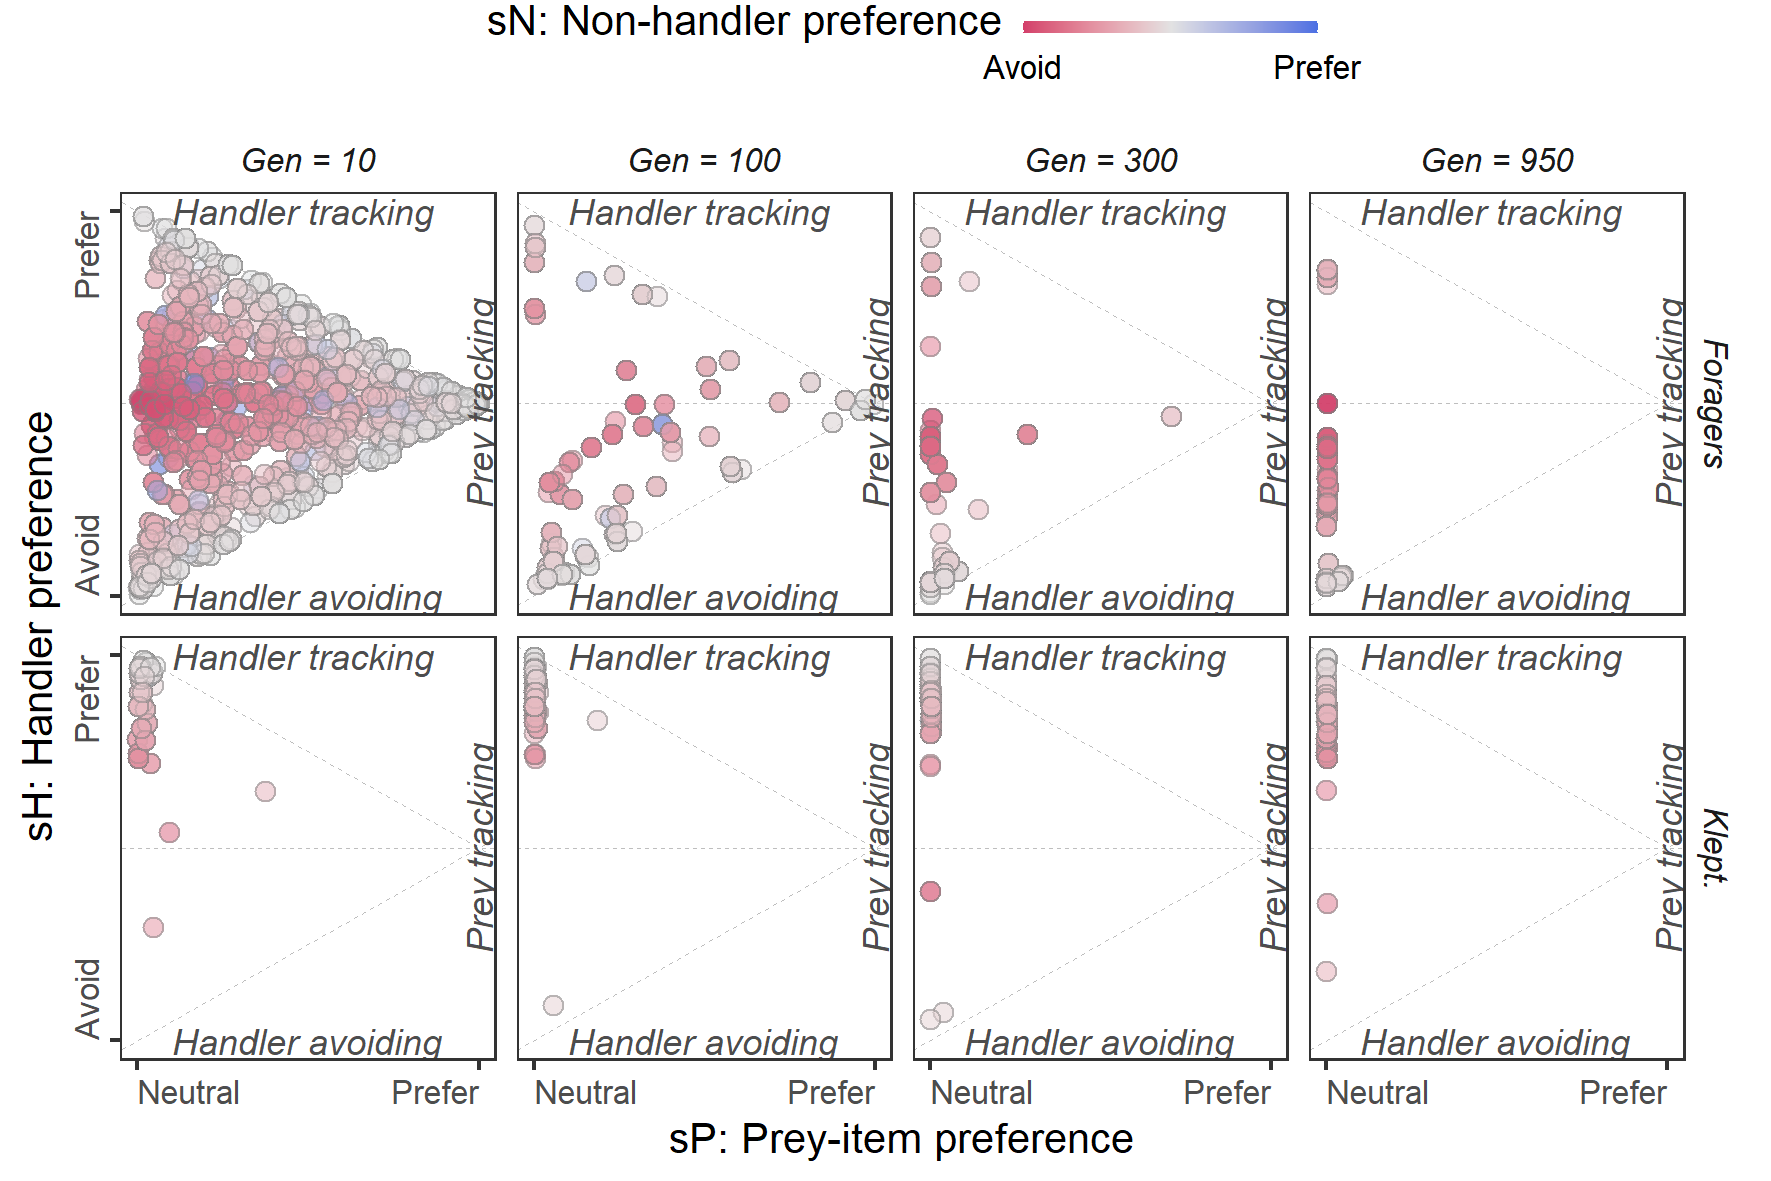 sN: Non-handler preference
Avoid
Prefer
Gen = 10
Gen = 100
Gen = 300
Gen = 950
Handler tracking
Handler tracking
Handler tracking
Handler tracking
Prey tracking
Prey tracking
Prey tracking
Prey tracking
Handler avoiding
Handler avoiding
Handler avoiding
Handler avoiding
Foragers
Prefer
Avoid
Handler tracking
Handler tracking
Handler tracking
Handler tracking
Prey tracking
Prey tracking
Prey tracking
Prey tracking
Handler avoiding
Handler avoiding
Handler avoiding
Handler avoiding
Klept.
Prefer
Avoid
sH: Handler preference
Neutral
Prefer
Neutral
Prefer
Neutral
Prefer
Neutral
Prefer
sP: Prey-item preference